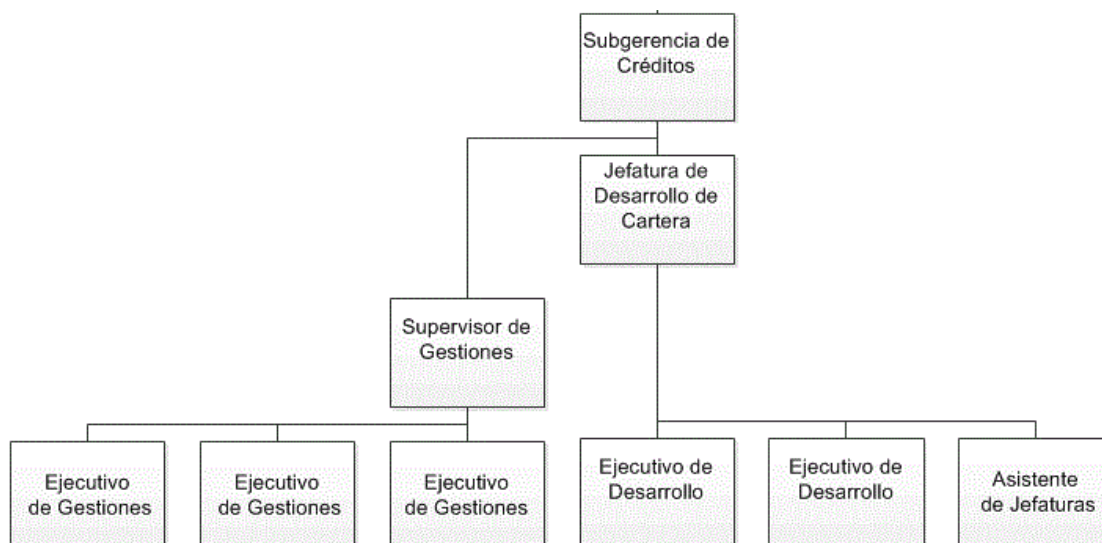 Subgerencia de
Créditos
Jefatura de
Desarrollo de
Cartera
Supervisor de
Gestiones
Ejecutivo
de Gestiones
Ejecutivo
de Gestiones
Ejecutivo
de Gestiones
Ejecutivo de
Desarrollo
Ejecutivo de
Desarrollo
Asistente
de Jefaturas